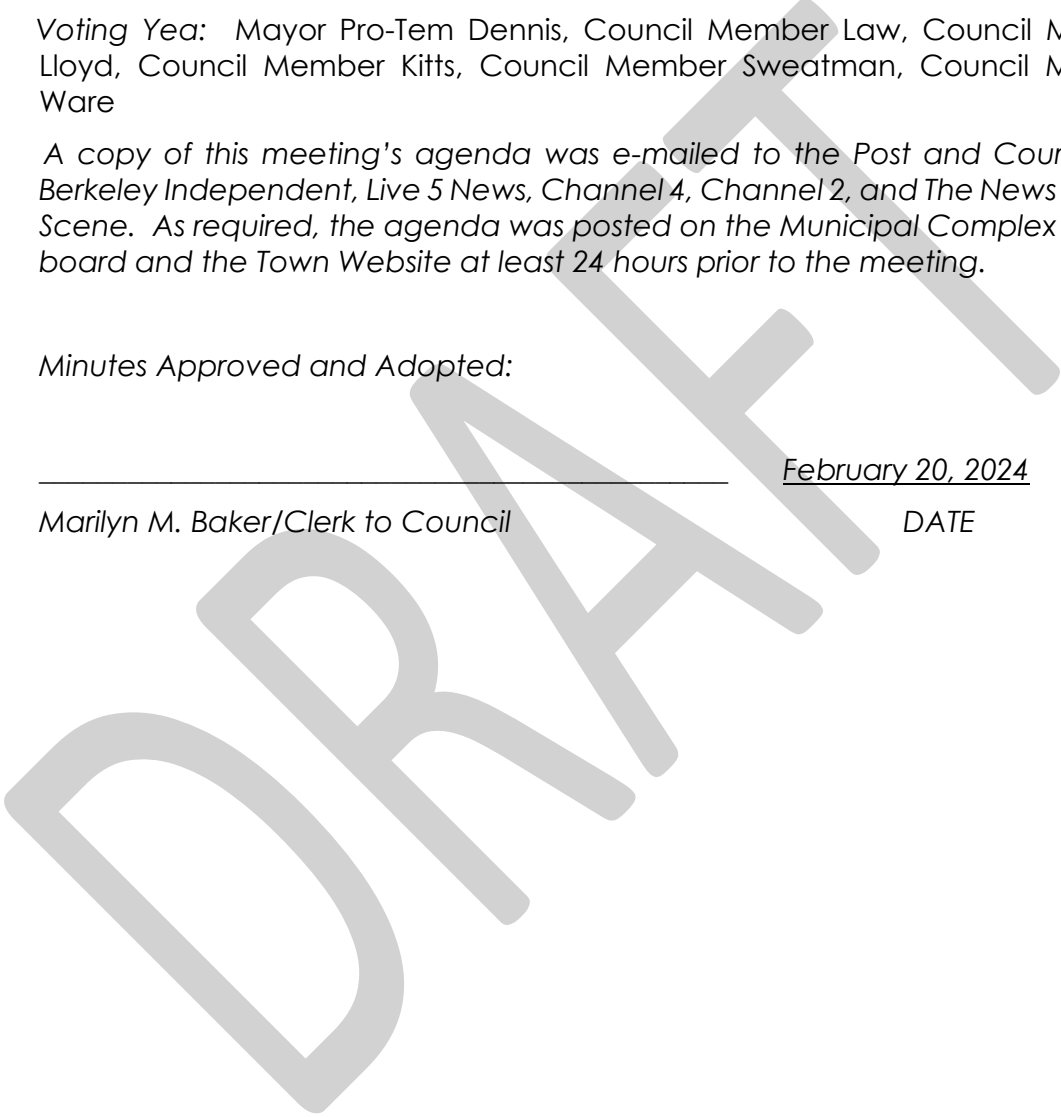 Voting Yea: Mayor Pro-Tem Dennis, Council Member Law, Council
Lloyd, Council Member Kitts, Council Member Sweatman, Council
Ware
A copy of this meeting’s agenda was e-mailed to the Post and
Berkeley Independent, Live 5 News, Channel 4, Channel 2, and The News
Scene. As required, the agenda was posted on the Municipal Complex
board and the Town Website at least 24 hours prior to the meeting.
Minutes Approved and Adopted:
February 20, 2024
Marilyn M. Baker/Clerk to Council DATE
DRAFT